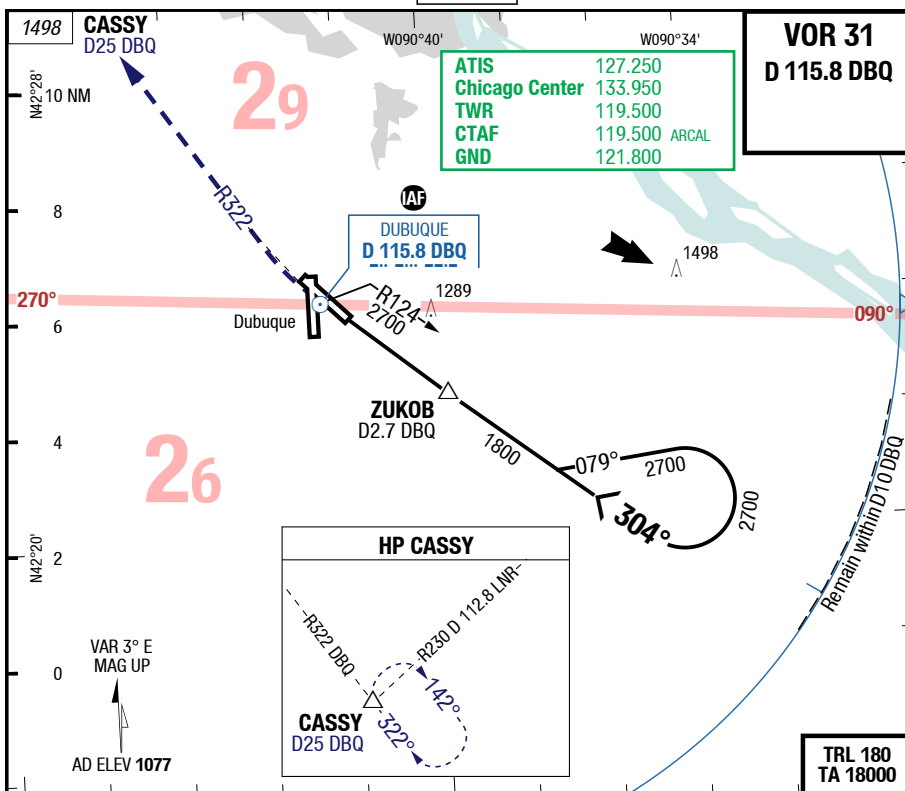 1498
CASSY
D25 DBQ
W090°40'
W090°34'
VOR 31
D 115.8 DBQ
ATIS 127.250
Chicago Center 133.950
TWR 119.500
CTAF 119.500 ARCAL
GND 121.800
N42°28'
10 NM
29
8
R322
IAF
DUBUQUE
D 115.8 DBQ
1498
270°
1289
090°
R124
2700
6
Dubuque
ZUKOB
D2.7 DBQ
4
1800
079°
2700
2700
304°
26
Remain within D10 DBQ
N42°20'
2
HP CASSY
R322 DBQ
R230 D 112.8 LNR
142°
322°
CASSY
D25 DBQ
0
VAR 3° E
MAG UP
AD ELEV 1077
TRL 180
TA 18000